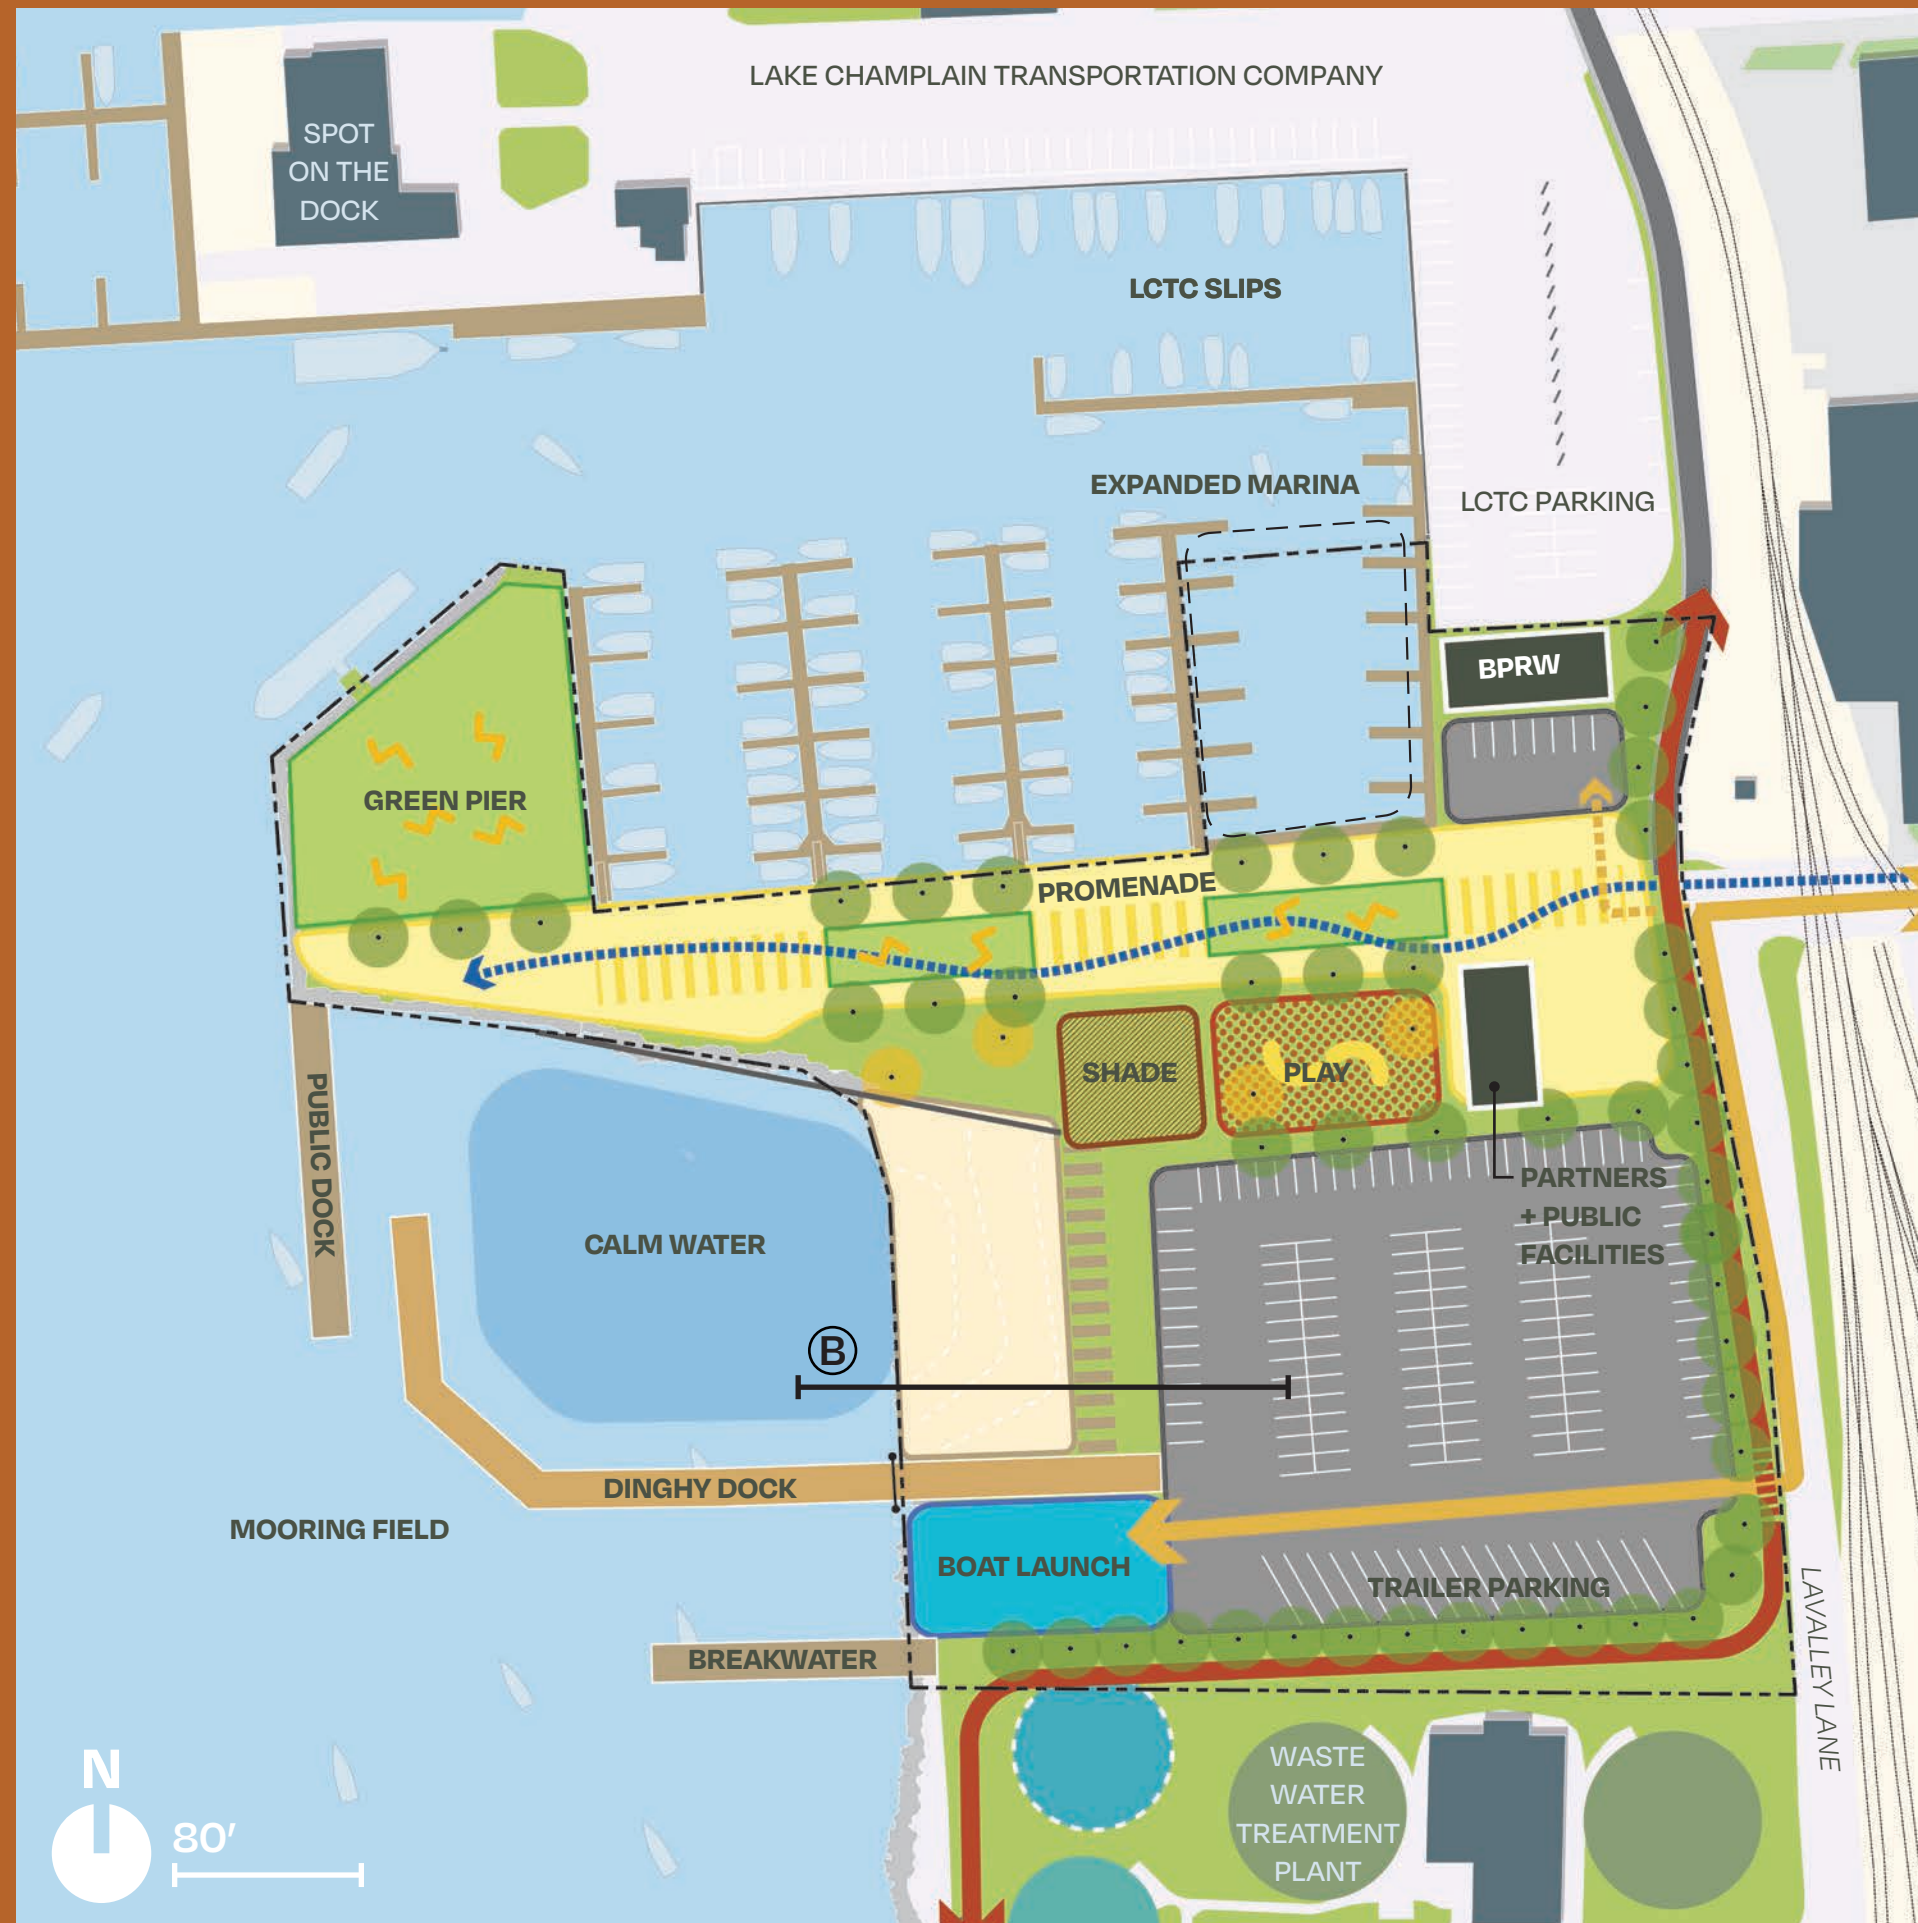 LAKE CHAMPLAIN TRANSPORTATION COMPANY
SPOT
ON THE
DOCK
LCTC SLIPS
EXPANDED MARINA
LCTC PARKING
BPRW
GREEN PIER
PROMENADE
SHADE
PLAY
PUBLIC DOCK
PARTNERS
+ PUBLIC
FACILITIES
CALM WATER
B
DINGHY DOCK
MOORING FIELD
BOAT LAUNCH
TRAILER PARKING
BREAKWATER
LAVALLEY LANE
WASTE
WATER
TREATMENT
PLANT
N
80'